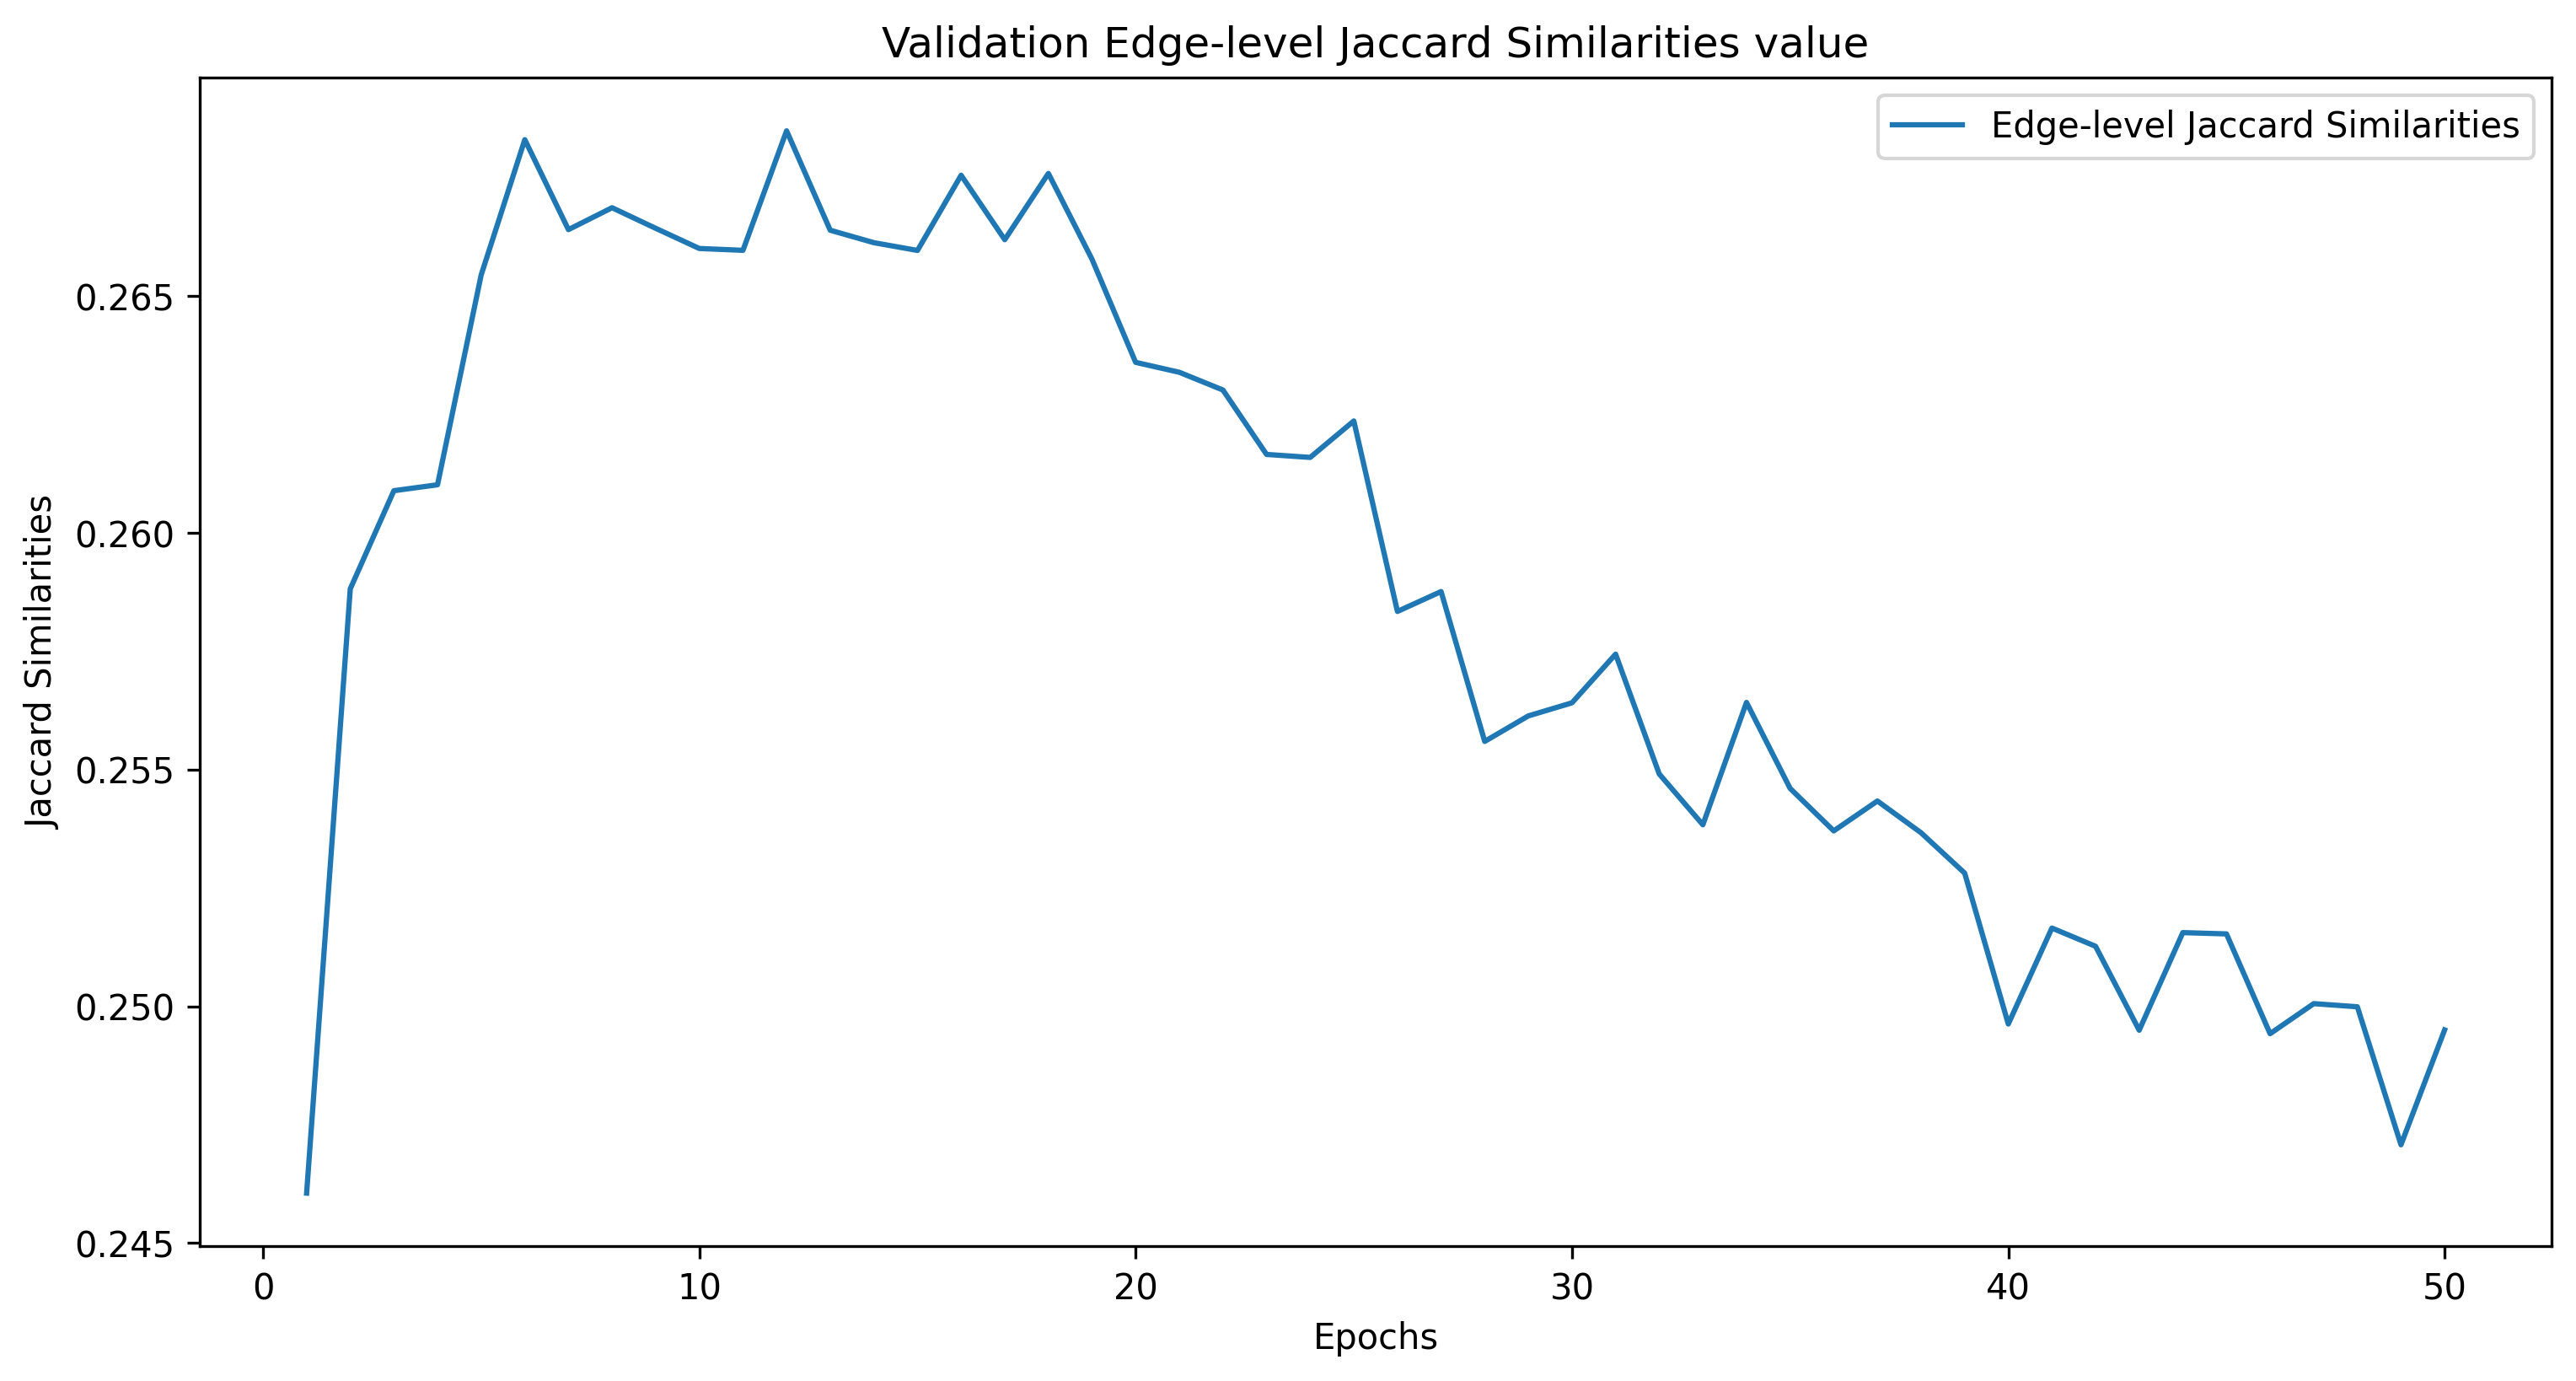 Validation Edge-level Jaccard Similarities value
Edge-level Jaccard Similarities
Jaccard Similarities
0.265
0.260
0.255
0.250
0.245
0 10 20 30 40 50
Epochs